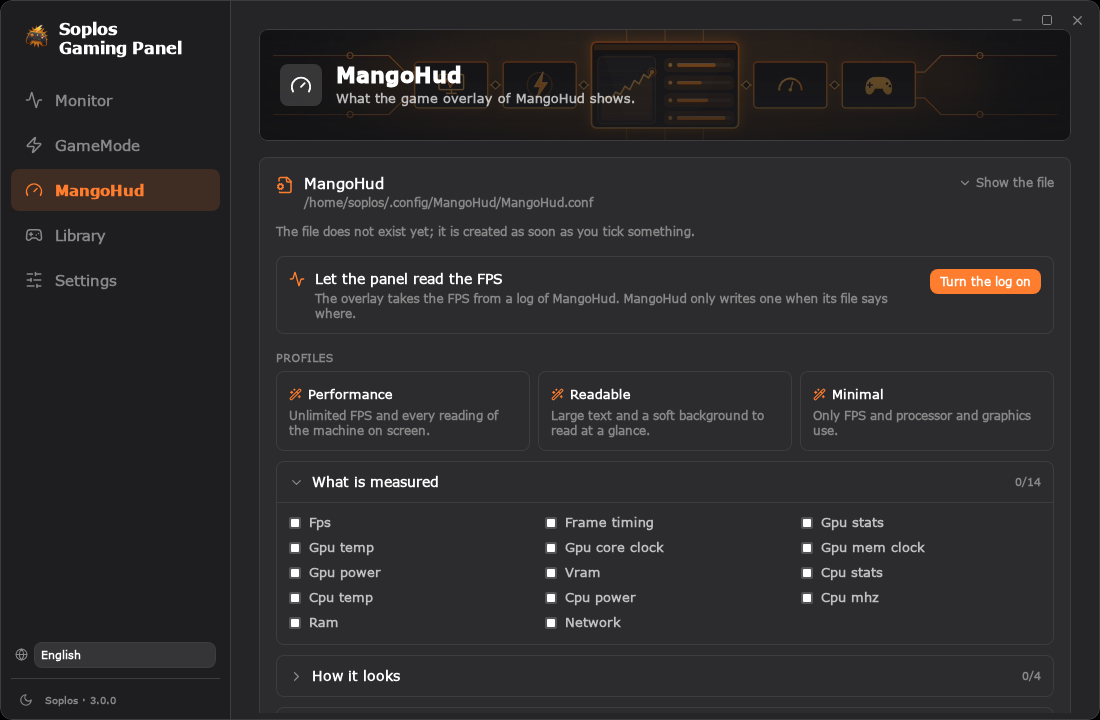 Soplos
Gaming Panel
Monitor
GameMode
MangoHud
Library
Settings
English
Soplos · 3.0.0
MangoHud
What the game overlay of MangoHud shows.
MangoHud
/home/soplos/.config/MangoHud/MangoHud.conf
Show the file
The file does not exist yet; it is created as soon as you tick something.
Let the panel read the FPS
The overlay takes the FPS from a log of MangoHud. MangoHud only writes one when its file says
where.
Turn the log on
PROFILES
Performance
Unlimited FPS and every reading of
the machine on screen.
Readable
Large text and a soft background to
read at a glance.
Minimal
Only FPS and processor and graphics
use.
What is measured
0/14
Fps
Frame timing
Gpu stats
Gpu temp
Gpu core clock
Gpu mem clock
Gpu power
Vram
Cpu stats
Cpu temp
Cpu power
Cpu mhz
Ram
Network
How it looks
0/4